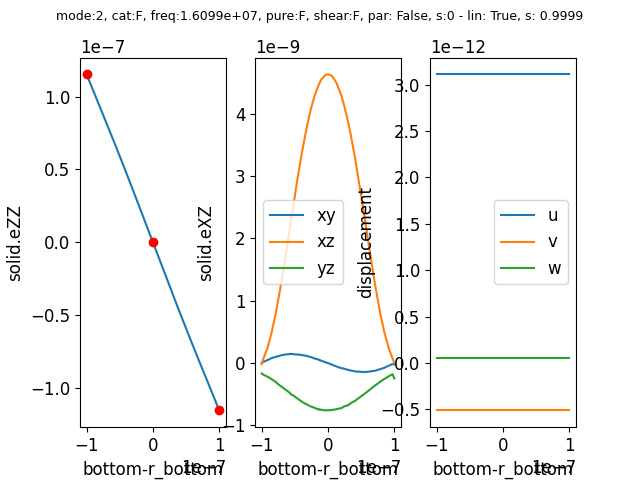 mode:2, cat:F, freq:1.6099e+07, pure:F, shear:F, par: False, s:0 - lin: True, s: 0.9999
1e−7
1e−9
1e−12
solid.eZZ
1.0
0.5
0.0
−0.5
−1.0
−1
0
1
1e−7
bottom-r_bottom
solid.eXZ
4
3
2
1
0
−1
xy
xz
yz
−1
0
1
1e−7
bottom-r_bottom
displacement
3.0
2.5
2.0
1.5
1.0
0.5
0.0
−0.5
u
v
w
−1
0
1
1e−7
bottom-r_bottom